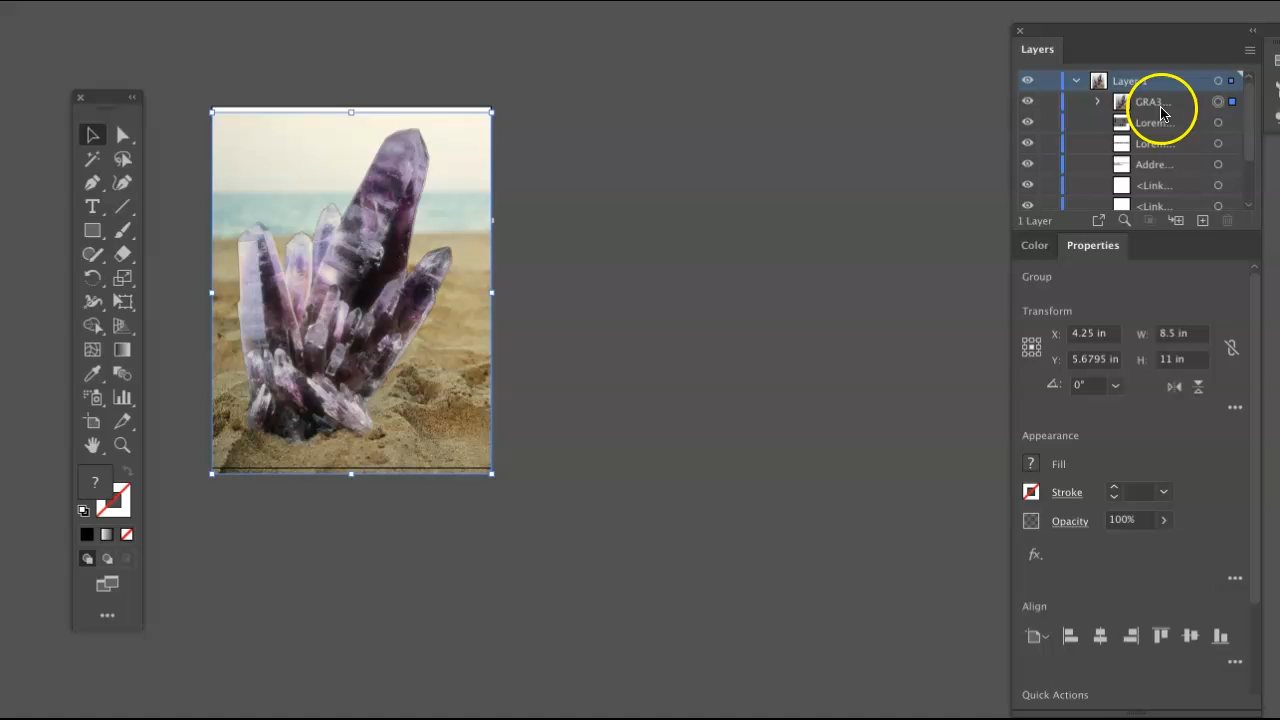 Layers
Layer 1
GRA3...
Lorem...
Lorem...
Addre...
<Link...
<Link...
1 Layer
Color
Properties
Group
Transform
X: 4.25 in
W: 8.5 in
Y: 5.6795 in
H: 11 in
0°
Appearance
? Fill
Stroke
Opacity
100%
fx.
Align
Quick Actions
T
?